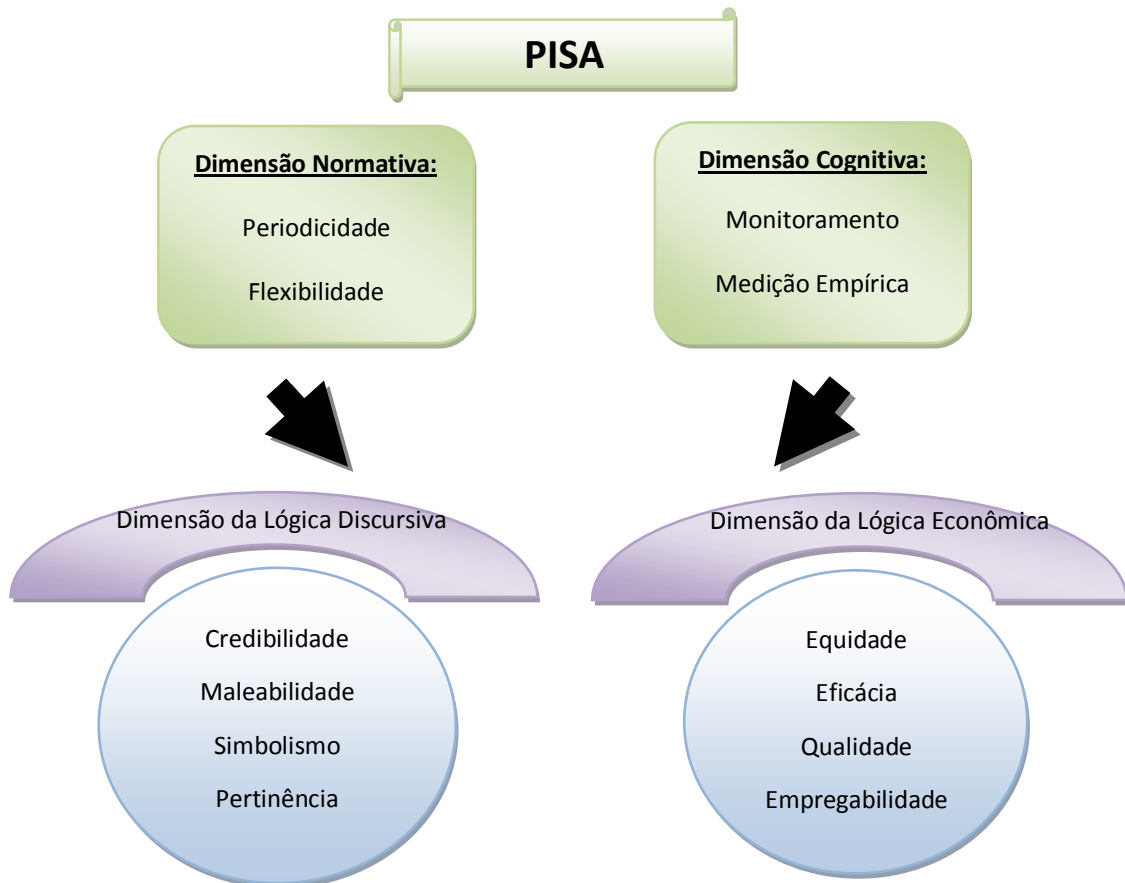 PISA
Dimensão Normativa:
Periodicidade
Flexibilidade
Dimensão Cognitiva:
Monitoramento
Medição Empírica
Dimensão da Lógica Discursiva
Credibilidade
Maleabilidade
Simbolismo
Pertinência
Dimensão da Lógica Econômica
Equidade
Eficácia
Qualidade
Empregabilidade